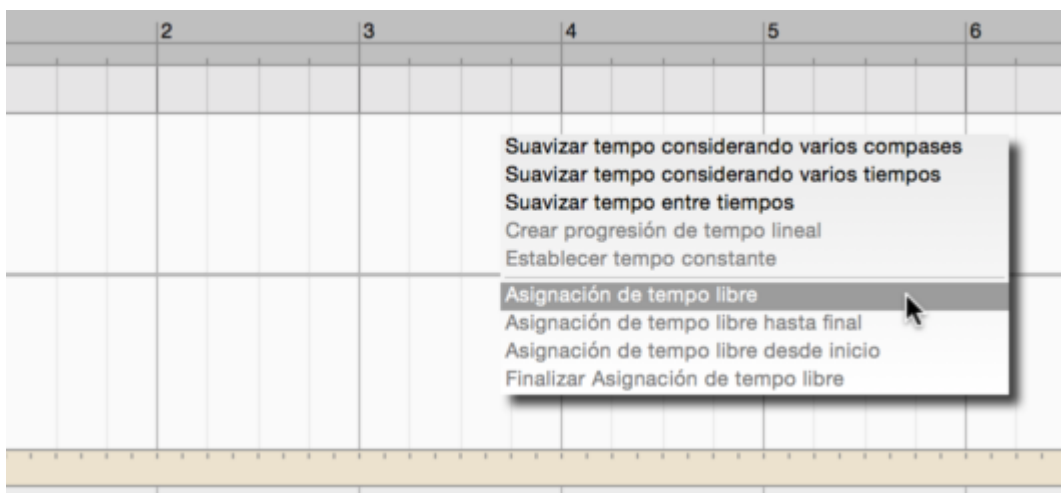 2 3 4 5 6
Suavizar tempo considerando varios compases
Suavizar tempo considerando varios tiempos
Suavizar tempo entre tiempos
Crear progresión de tempo lineal
Establecer tempo constante
Asignación de tempo libre
Asignación de tempo libre hasta final
Asignación de tempo libre desde inicio
Finalizar Asignación de tempo libre